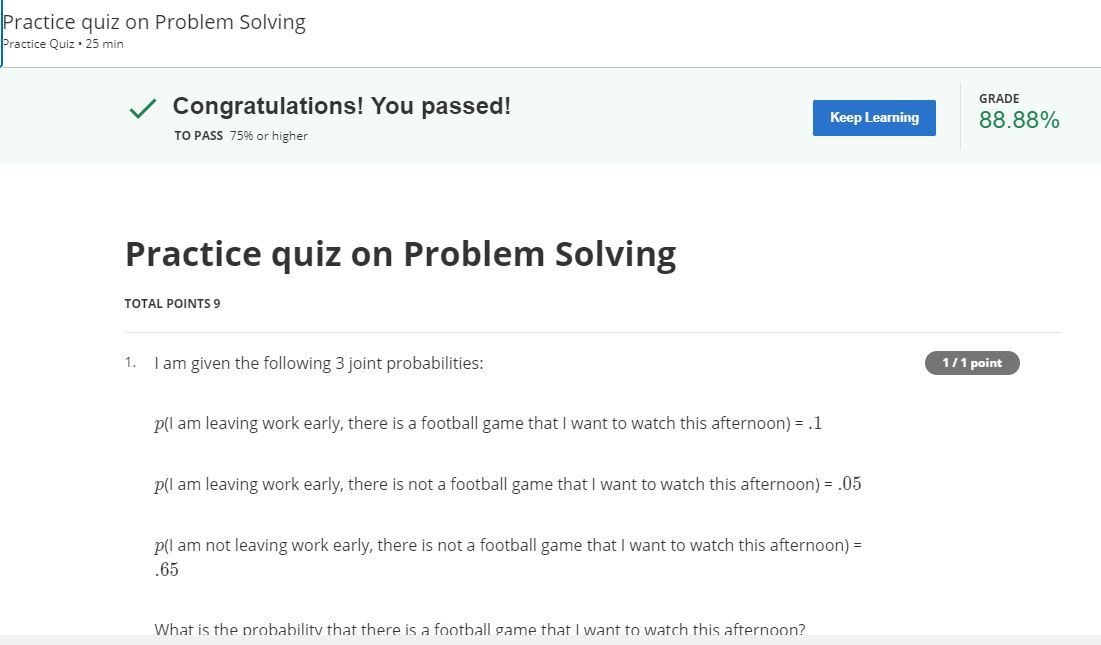 Practice quiz on Problem Solving
Practice Quiz • 25 min
Congratulations! You passed!
TO PASS 75% or higher
Keep Learning
GRADE
88.88%
Practice quiz on Problem Solving
TOTAL POINTS 9
1. I am given the following 3 joint probabilities:
1 / 1 point
p(I am leaving work early, there is a football game that I want to watch this afternoon) = .1
p(I am leaving work early, there is not a football game that I want to watch this afternoon) = .05
p(I am not leaving work early, there is not a football game that I want to watch this afternoon) =
.65
What is the probability that there is a football game that I want to watch this afternoon?